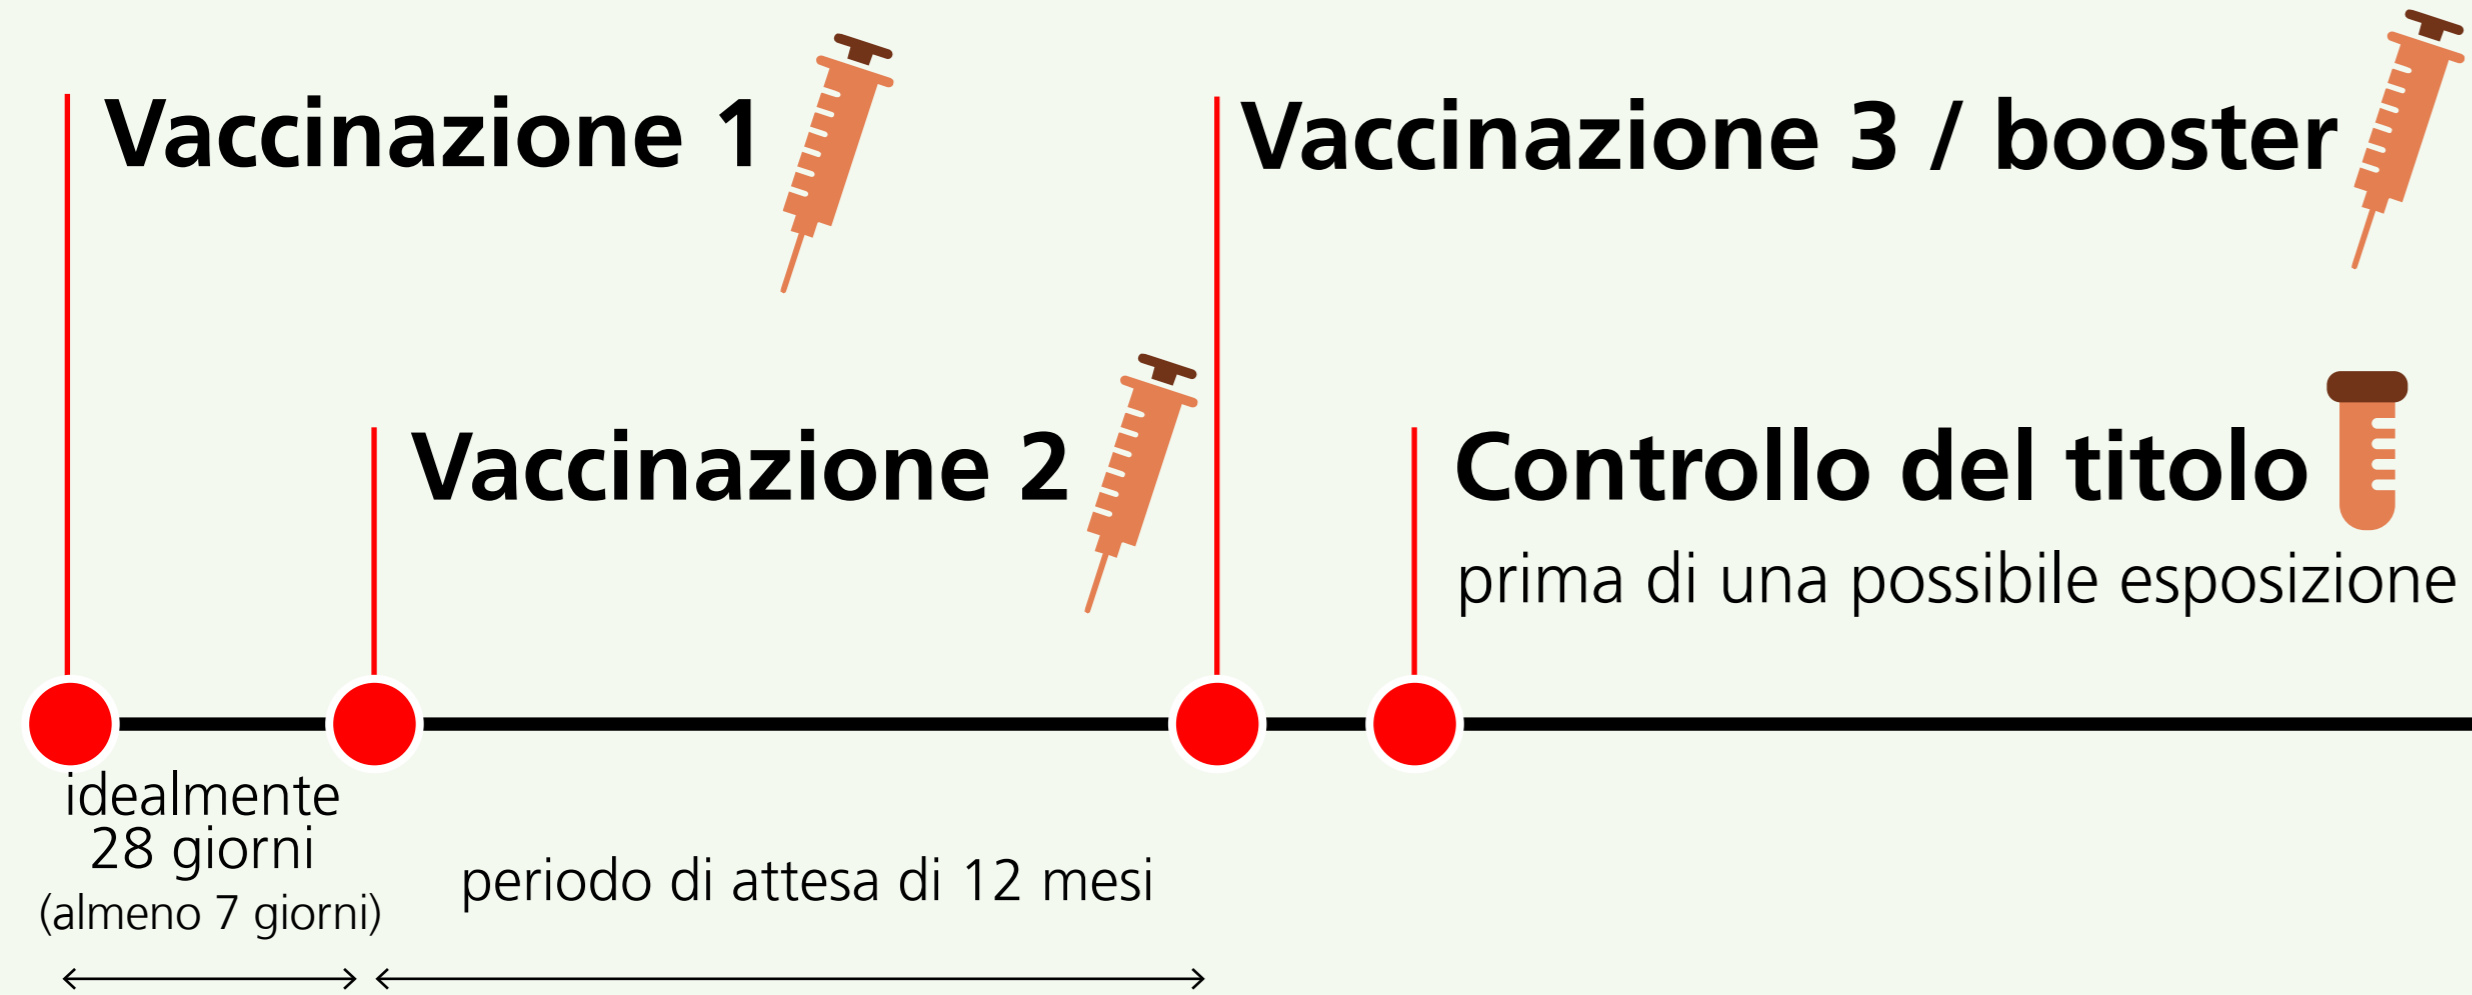 Vaccinazione 1
Vaccinazione 3 / booster
Vaccinazione 2
Controllo del titolo
prima di una possibile esposizione
idealmente
28 giorni
(almeno 7 giorni)
periodo di attesa di 12 mesi